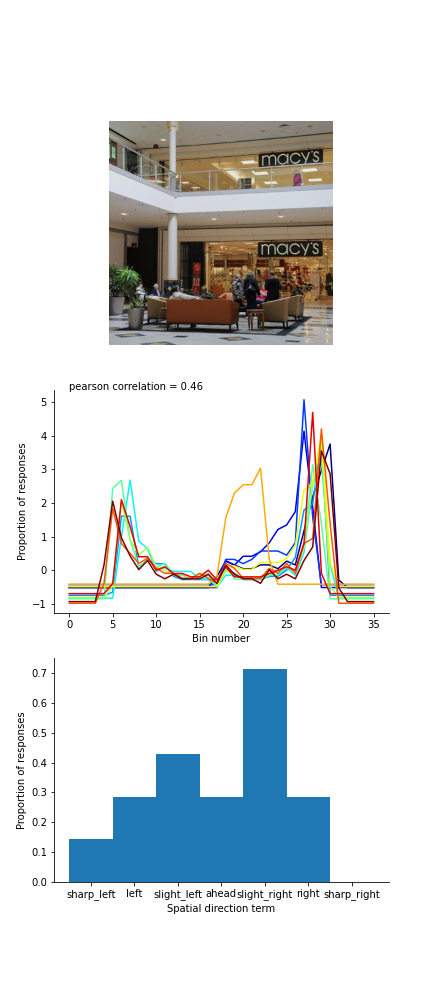 macy's
macy's
pearson correlation = 0.46
Proportion of responses
5
4
3
2
1
0
−1
0 5 10 15 20 25 30 35
Bin number
Proportion of responses
0.7
0.6
0.5
0.4
0.3
0.2
0.1
0.0
sharp_left left slight_left ahead slight_right right sharp_right
Spatial direction term